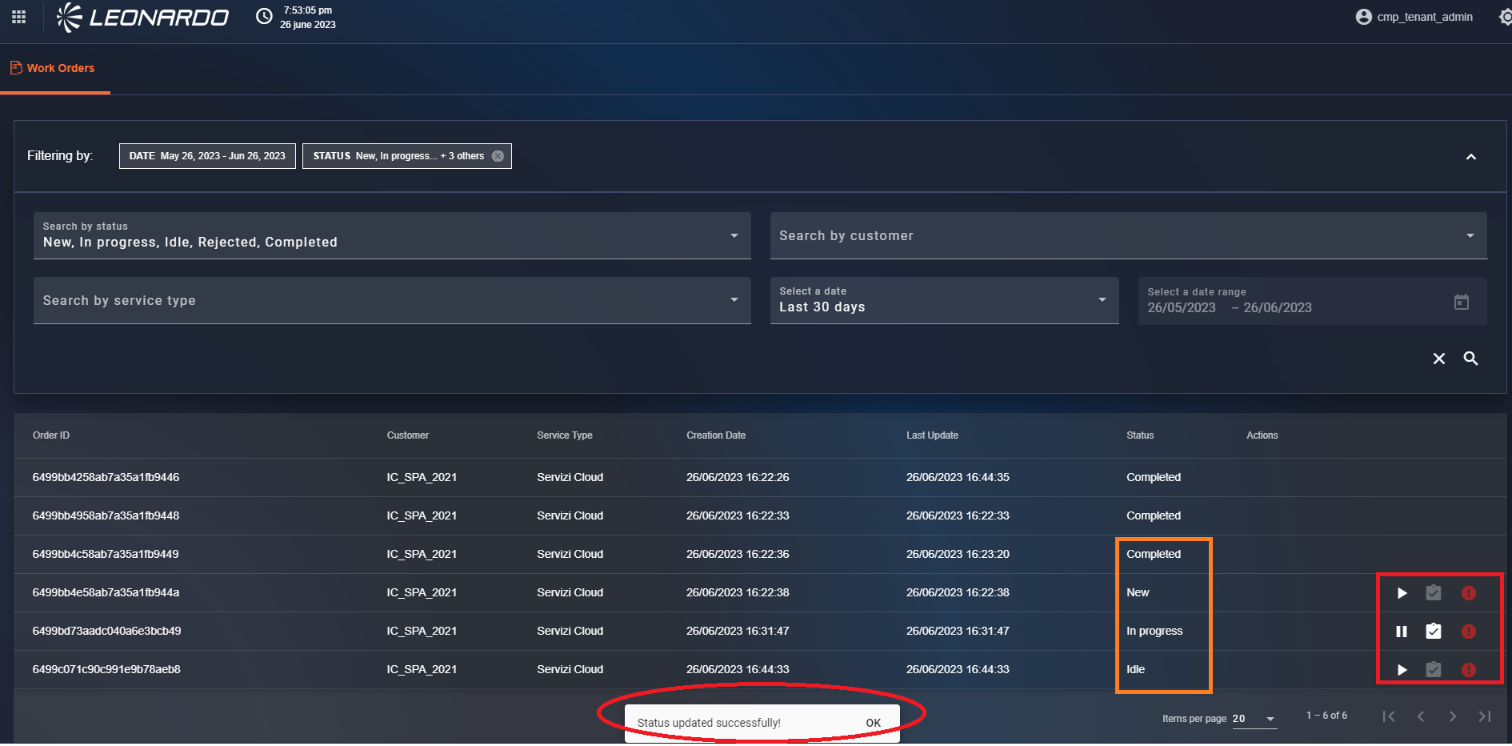 LEONARDO
7:53:05 pm
26 june 2023
cmp_tenant_admin
Work Orders
Filtering by:
DATE May 26, 2023 - Jun 26, 2023
STATUS New, In progress... + 3 others
Search by status
New, In progress, Idle, Rejected, Completed
Search by customer
Search by service type
Select a date
Last 30 days
Select a date range
26/05/2023 – 26/06/2023
Order ID Customer Service Type Creation Date Last Update Status Actions
6499bb4258ab7a35a1fb9446 IC_SPA_2021 Servizi Cloud 26/06/2023 16:22:26 26/06/2023 16:44:35 Completed
6499bb4958ab7a35a1fb9448 IC_SPA_2021 Servizi Cloud 26/06/2023 16:22:33 26/06/2023 16:22:33 Completed
6499bb4c58ab7a35a1fb9449 IC_SPA_2021 Servizi Cloud 26/06/2023 16:22:36 26/06/2023 16:23:20 Completed
6499bb4e58ab7a35a1fb944a IC_SPA_2021 Servizi Cloud 26/06/2023 16:22:38 26/06/2023 16:22:38 New
6499bd73aadc040a6e3bcb49 IC_SPA_2021 Servizi Cloud 26/06/2023 16:31:47 26/06/2023 16:31:47 In progress
6499c071c90c991e9b78aeb8 IC_SPA_2021 Servizi Cloud 26/06/2023 16:44:33 26/06/2023 16:44:33 Idle
Status updated successfully! OK
Items per page 20 1 – 6 of 6